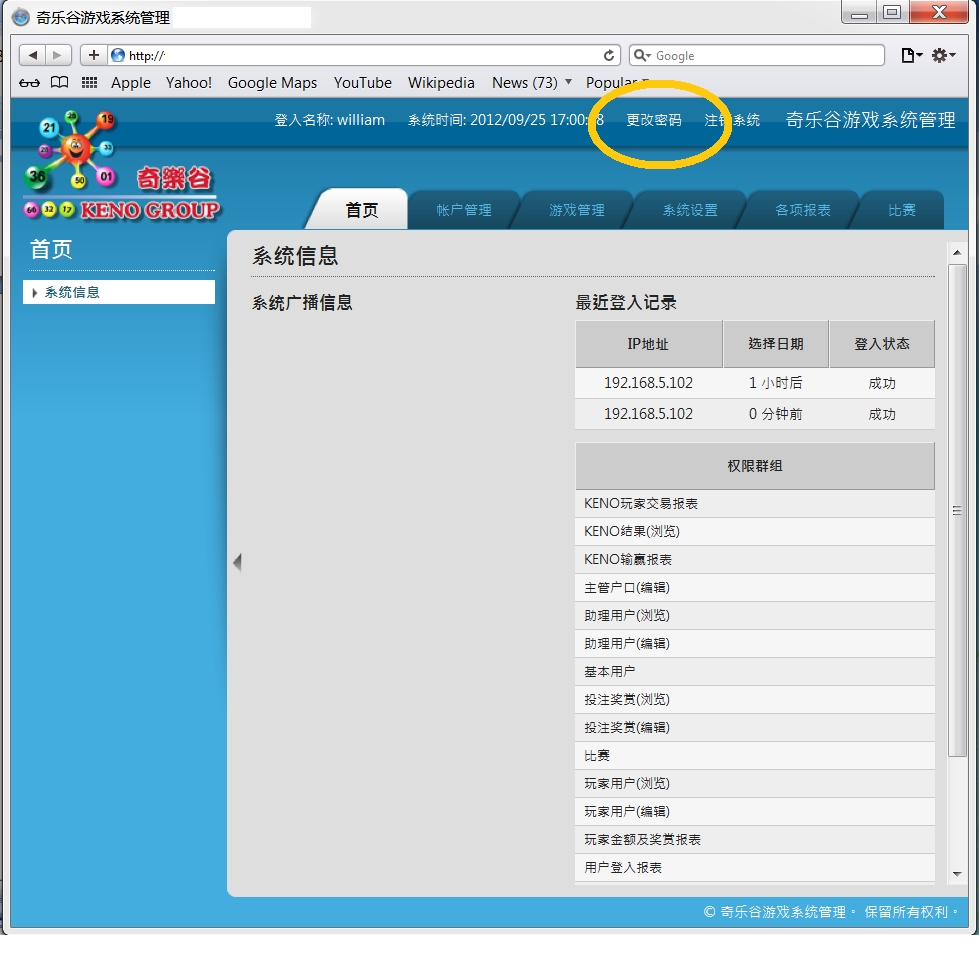 奇乐谷游戏系统管理
http://
Google
Apple Yahoo! Google Maps YouTube Wikipedia News (73) Popular
登入名称: william 系统时间: 2012/09/25 17:00: 8 更改密码 注销系统 奇乐谷游戏系统管理
21 19 33 36 50 01
奇樂谷
66 32 17 KENO GROUP
首页 帐户管理 游戏管理 系统设置 各项报表 比赛
首页
系统信息
系统信息
系统广播信息
最近登入记录
IP地址 选择日期 登入状态
192.168.5.102 1 小时后 成功
192.168.5.102 0 分钟前 成功
权限群组
KENO玩家交易报表
KENO结果(浏览)
KENO输赢报表
主管户口(编辑)
助理用户(浏览)
助理用户(编辑)
基本用户
投注奖赏(浏览)
投注奖赏(编辑)
比赛
玩家用户(浏览)
玩家用户(编辑)
玩家金额及奖赏报表
用户登入报表
© 奇乐谷游戏系统管理。 保留所有权利。